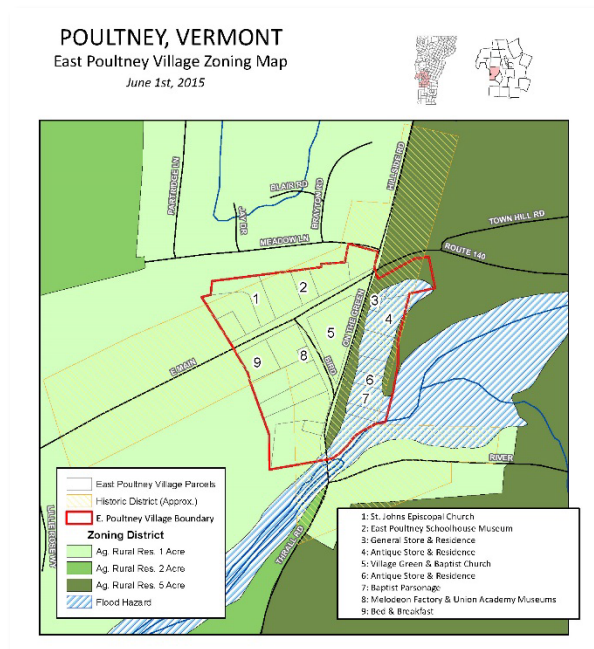 POULTNEY, VERMONT
East Poultney Village Zoning Map
June 1st, 2015
PARTRIDGE LN
BLAIR RD
JAY DR
BRAYTON RD
HILLSIDE RD
MEADOW LN
TOWN HILL RD
ROUTE 140
1
2
3
4
5
ON THE GREEN
BIRD
E.MAIN
9
8
6
7
RIVER
THRALL RD
East Poultney Village Parcels
Historic District (Approx.)
E. Poultney Village Boundary
Zoning District
Ag. Rural Res. 1 Acre
Ag. Rural Res. 2 Acre
Ag. Rural Res. 5 Acre
Flood Hazard
1: St. Johns Episcopal Church
2: East Poultney Schoolhouse Museum
3: General Store & Residence
4: Antique Store & Residence
5: Village Green & Baptist Church
6: Antique Store & Residence
7: Baptist Parsonage
8: Melodeon Factory & Union Academy Museums
9: Bed & Breakfast